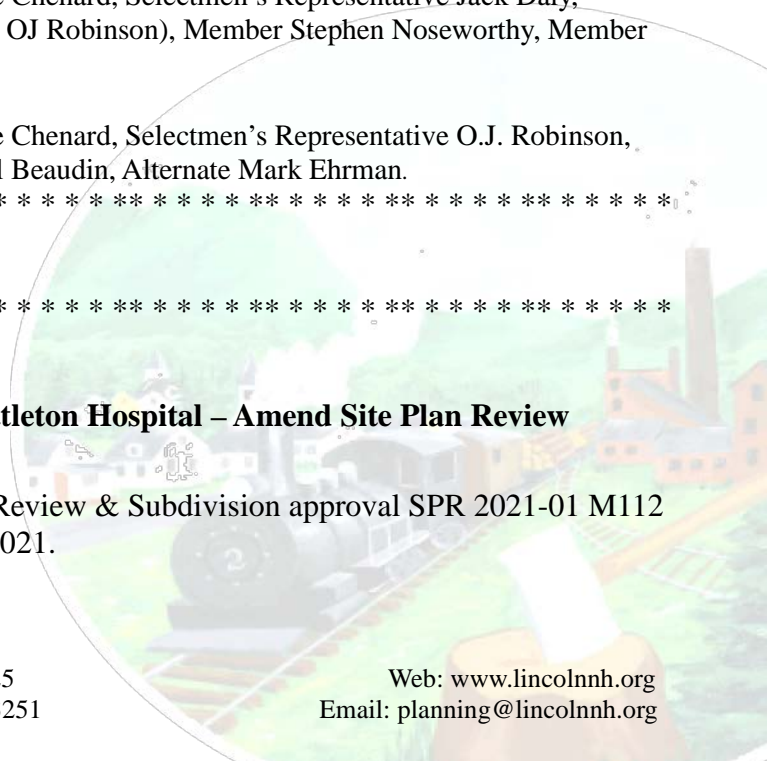 Chenard, Selectmen's Representative Jack Daly,
OJ Robinson), Member Stephen Noseworthy, Member
Chenard, Selectmen's Representative O.J. Robinson,
Beaudin, Alternate Mark Ehrman.
* * * * * ** * * * * ** * * * * ** * * * * ** * * * * *
* * * * * ** * * * * ** * * * * ** * * * * ** * * * * *
ttleton Hospital – Amend Site Plan Review
Review & Subdivision approval SPR 2021-01 M112
021.
5 Web: www.lincolnnh.org
251 Email: planning@lincolnnh.org